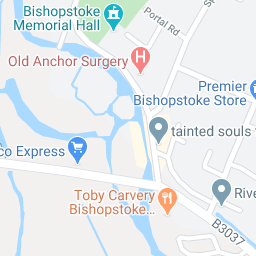 Bishopstoke
Memorial Hall
Portal Rd
Old Anchor Surgery
H
Premier
Bishopstoke Store
tainted souls
co Express
Toby Carvery
Bishopstoke...
Rive
B3037